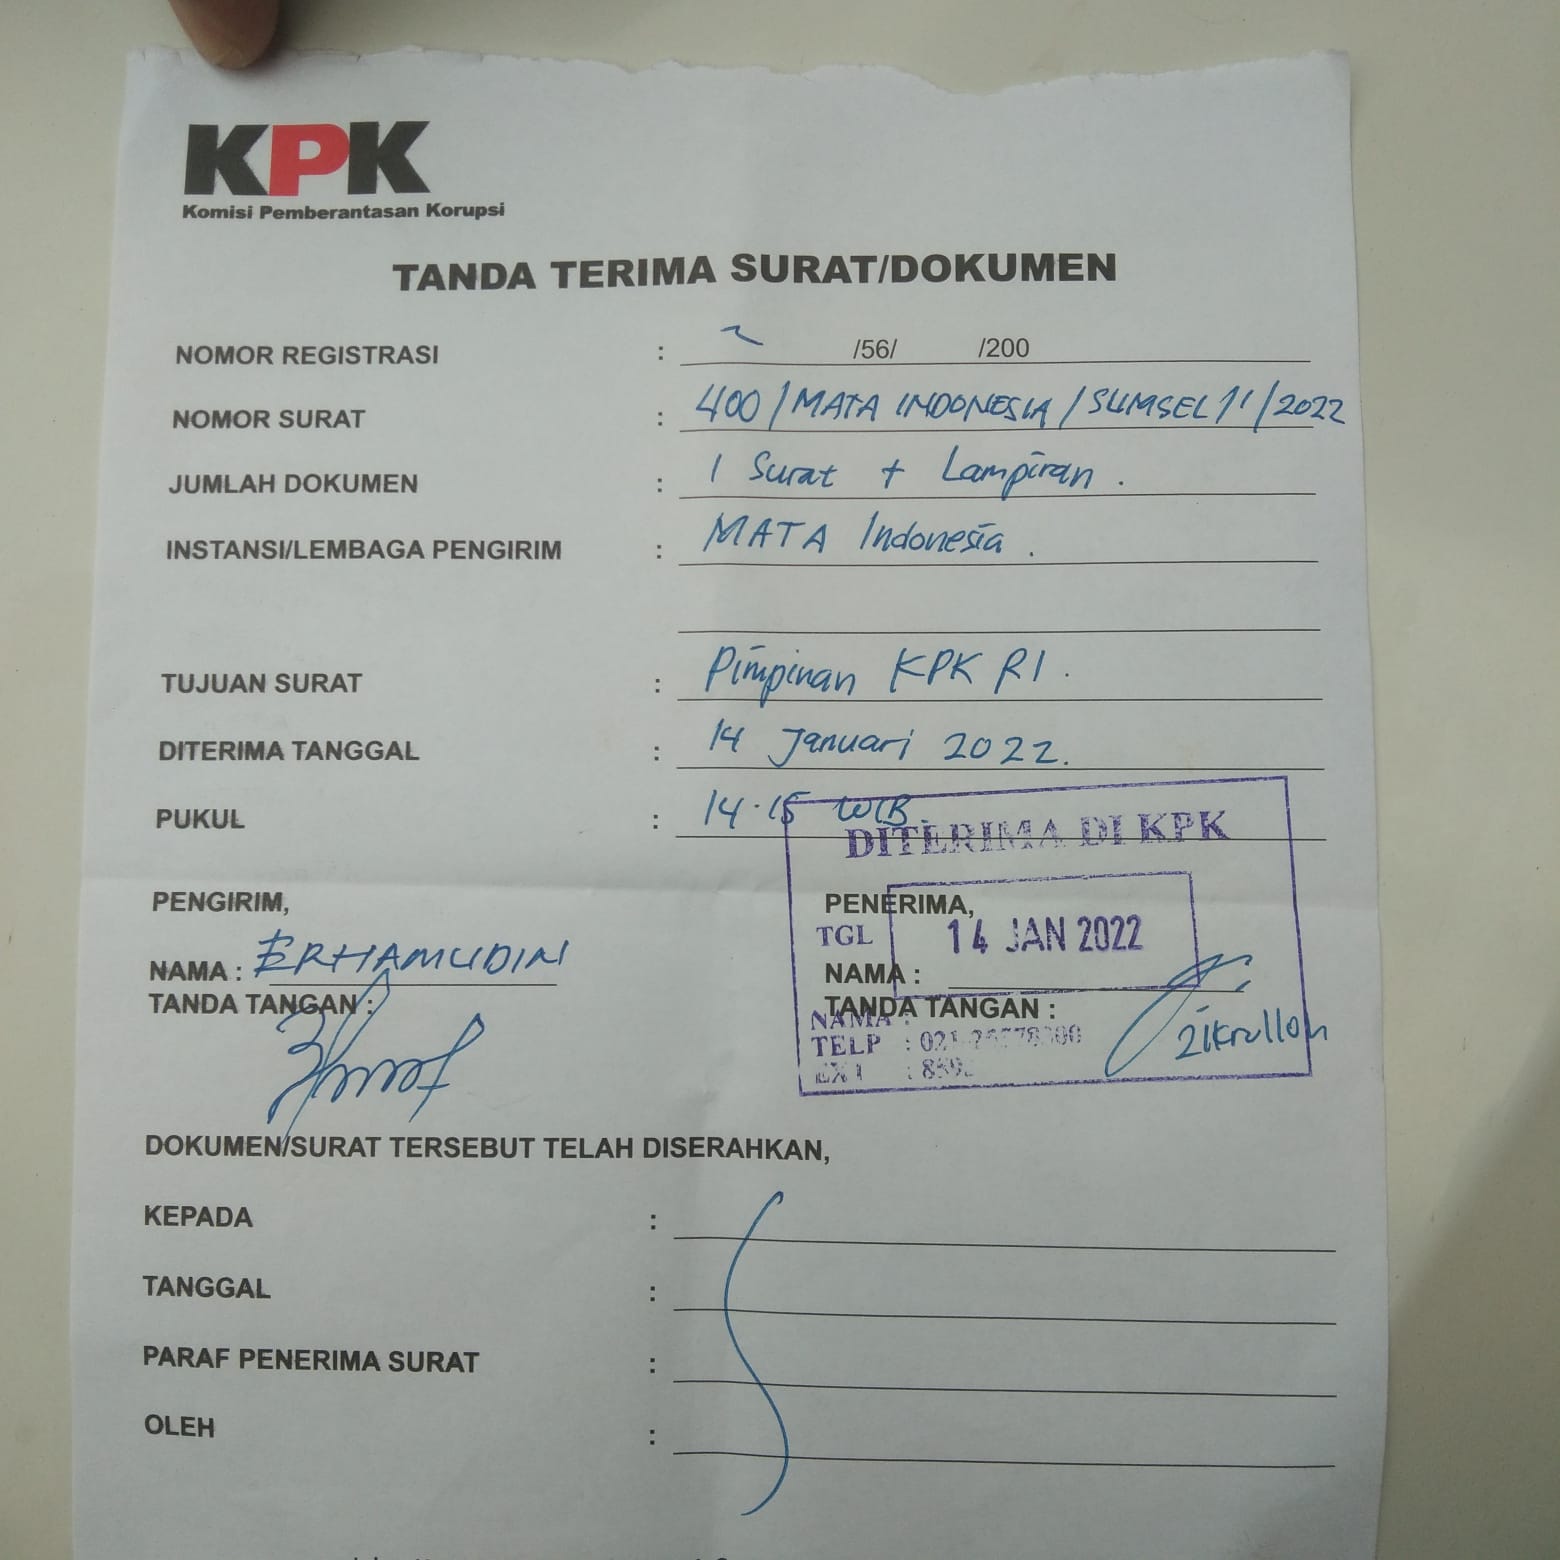 KPK
Komisi Pemberantasan Korupsi
TANDA TERIMA SURAT/DOKUMEN
NOMOR REGISTRASI : /56/ /200
NOMOR SURAT : 400/MATA INDONESIA/SUMSEL/1/2022
JUMLAH DOKUMEN : 1 Surat + Lampiran.
INSTANSI/LEMBAGA PENGIRIM : MATA Indonesia.
TUJUAN SURAT : Pimpinan KPK RI.
DITERIMA TANGGAL : 14 Januari 2022.
PUKUL : 14.15 WIB
DITERIMA DI KPK
PENGIRIM, PENERIMA,
TGL 14 JAN 2022
NAMA : ERHAMUDIN NAMA :
TANDA TANGAN : TANDA TANGAN :
NAMA :
Zikrullon
TELP : 021
EXT :
DOKUMEN/SURAT TERSEBUT TELAH DISERAHKAN,
KEPADA :
TANGGAL :
PARAF PENERIMA SURAT :
OLEH :